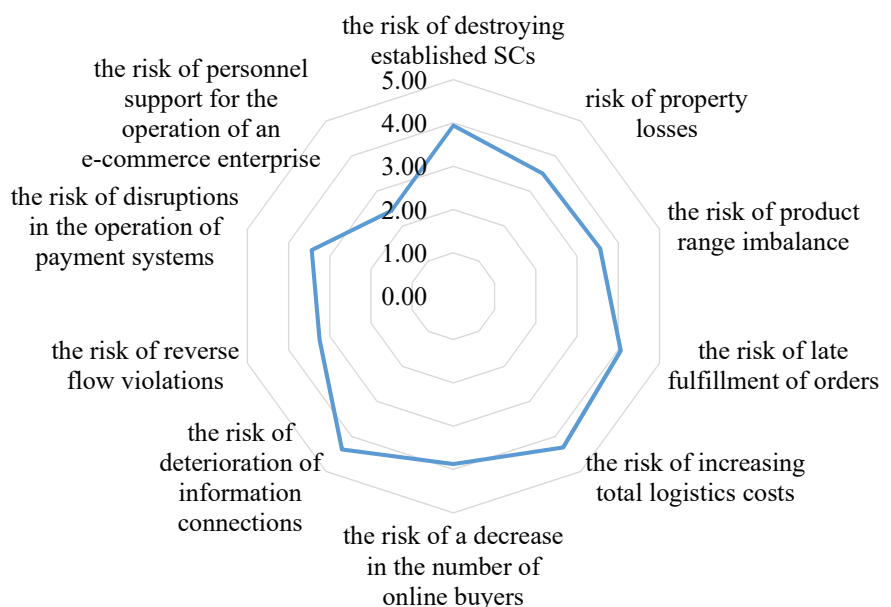 the risk of destroying
established SCs
risk of property
losses
the risk of product
range imbalance
the risk of late
fulfillment of orders
the risk of increasing
total logistics costs
the risk of a decrease
in the number of
online buyers
the risk of
deterioration of
information
connections
the risk of reverse
flow violations
the risk of disruptions
in the operation of
payment systems
the risk of personnel
support for the
operation of an
e-commerce enterprise
5.00
4.00
3.00
2.00
1.00
0.00